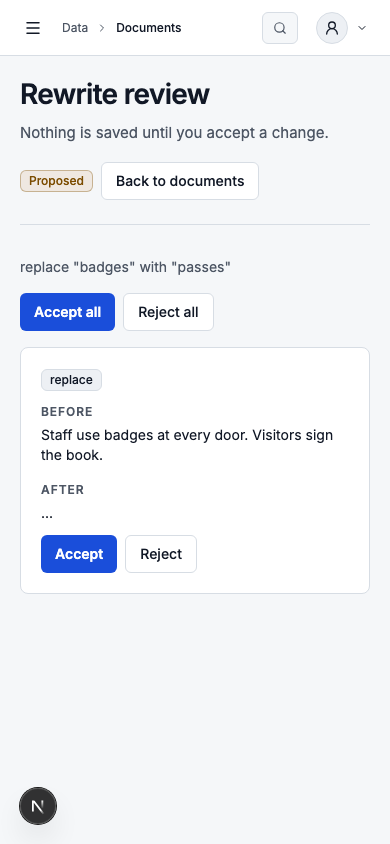 Data > Documents
Rewrite review
Nothing is saved until you accept a change.
Proposed
Back to documents
replace "badges" with "passes"
Accept all
Reject all
replace
BEFORE
Staff use badges at every door. Visitors sign
the book.
AFTER
...
Accept
Reject
N